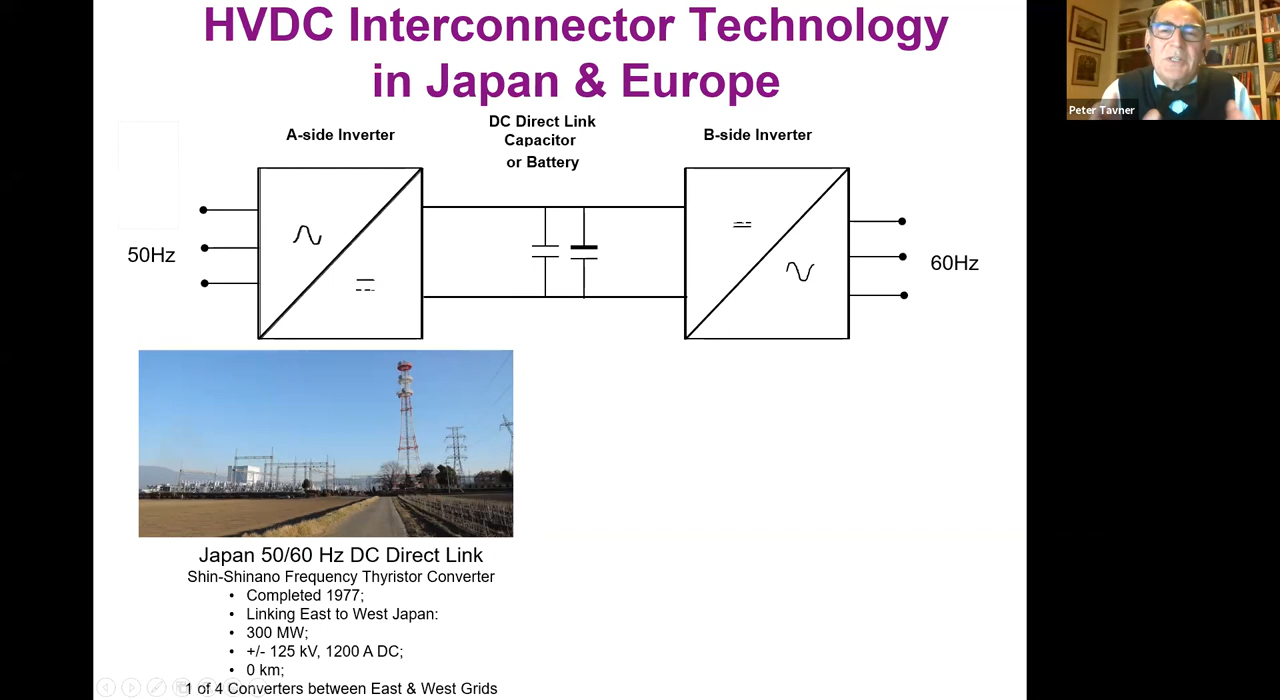 HVDC Interconnector Technology
in Japan & Europe
Peter Tavner
A-side Inverter
DC Direct Link
Capacitor
or Battery
B-side Inverter
50Hz
60Hz
Japan 50/60 Hz DC Direct Link
Shin-Shinano Frequency Thyristor Converter
• Completed 1977;
• Linking East to West Japan:
• 300 MW;
• +/- 125 kV, 1200 A DC;
• 0 km;
1 of 4 Converters between East & West Grids